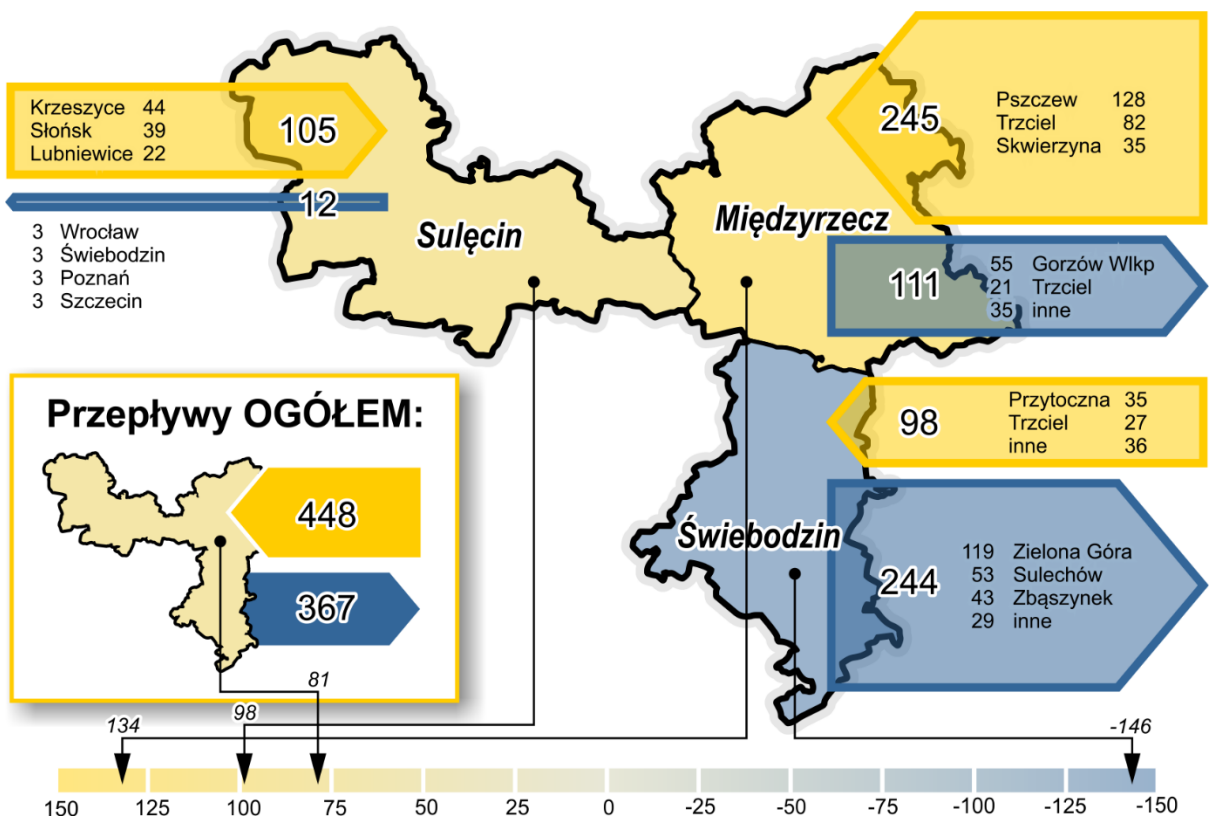 Krzeszyce 44
Słońsk 39
Lubniewice 22
105
12
3 Wrocław
3 Świebodzin
3 Poznań
3 Szczecin
Sulęcin
Międzyrzecz
245
Pszczew 128
Trzciel 82
Skwierzyna 35
111
55 Gorzów Wlkp
21 Trzciel
35 inne
98
Przytoczna 35
Trzciel 27
inne 36
Świebodzin
244
119 Zielona Góra
53 Sulechów
43 Zbąszynek
29 inne
Przepływy OGÓŁEM:
448
367
81
134
98
-146
150 125 100 75 50 25 0 -25 -50 -75 -100 -125 -150